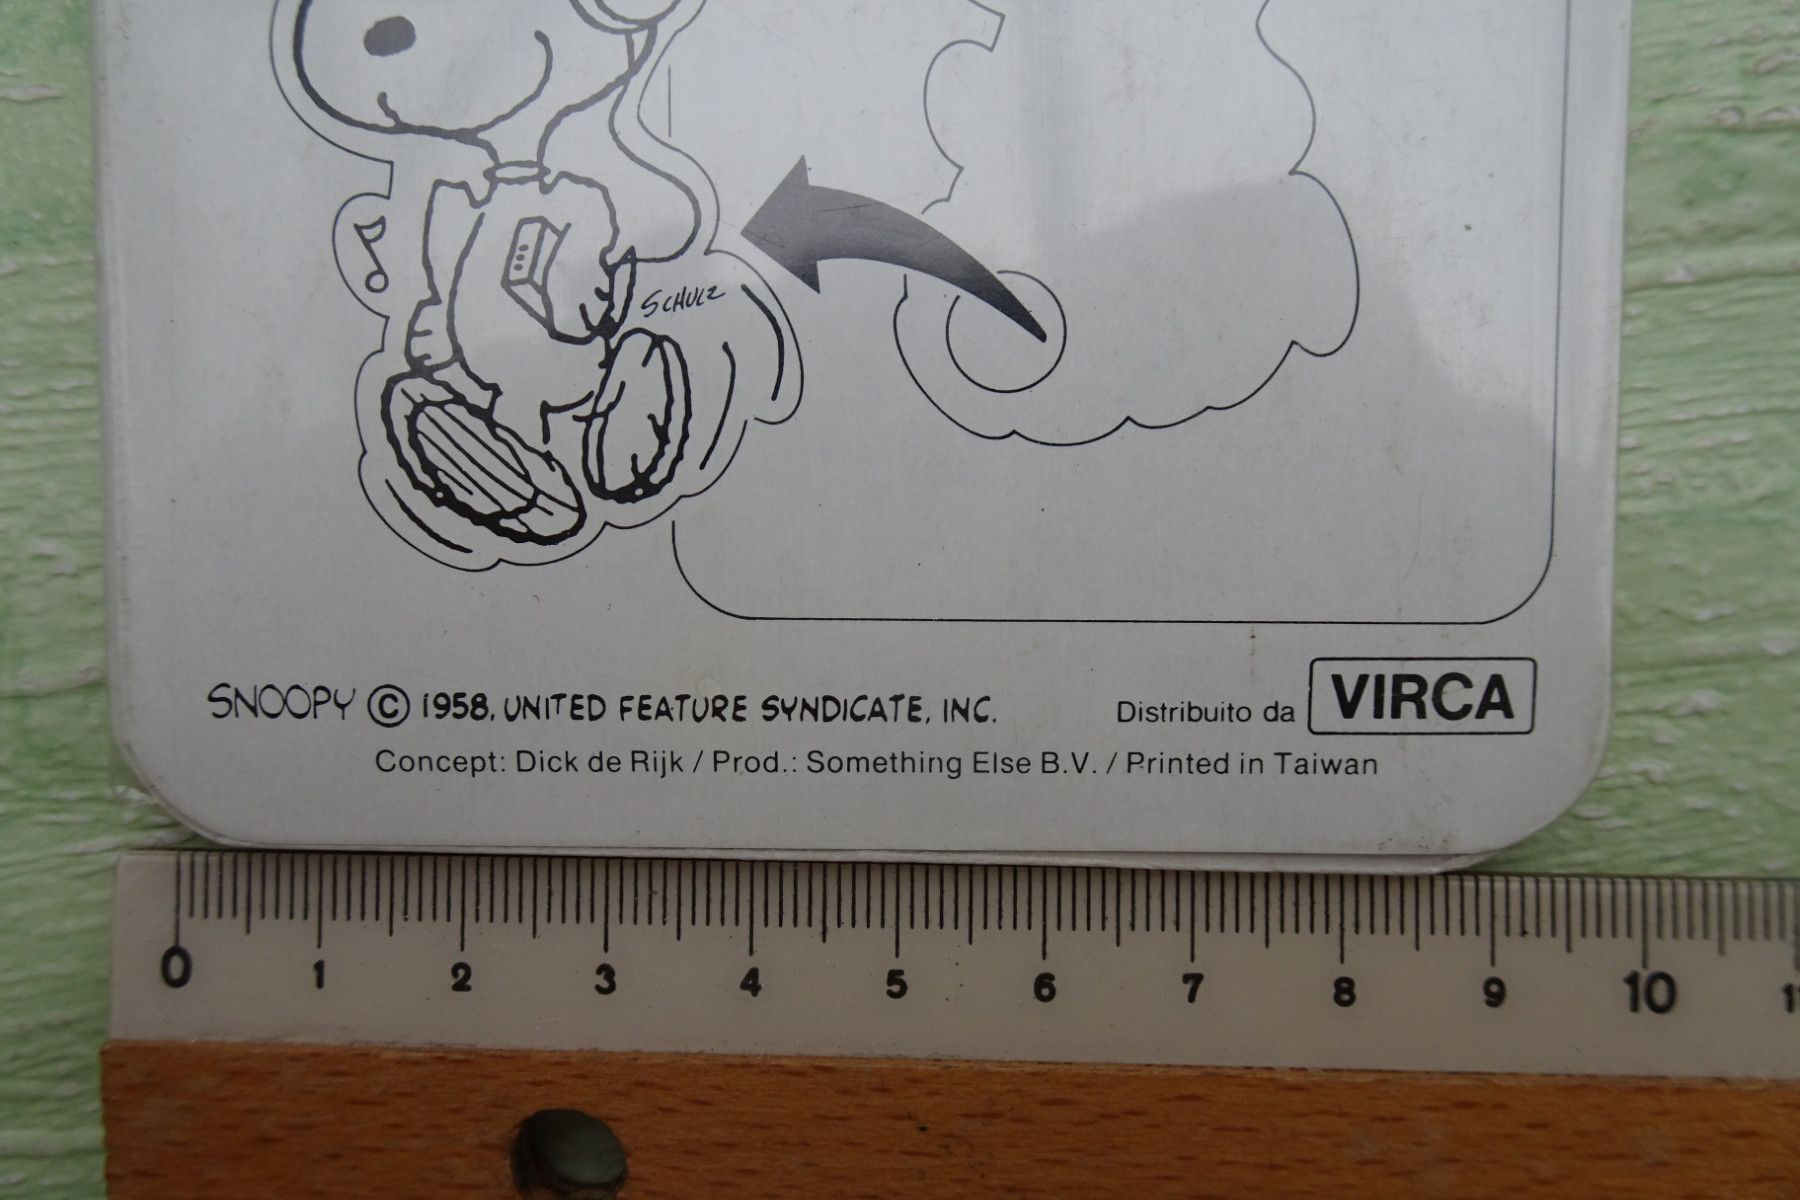 SCHULZ
SNOOPY © 1958, UNITED FEATURE SYNDICATE, INC.
Distribuito da VIRCA
Concept: Dick de Rijk / Prod.: Something Else B.V. / Printed in Taiwan
0 1 2 3 4 5 6 7 8 9 10